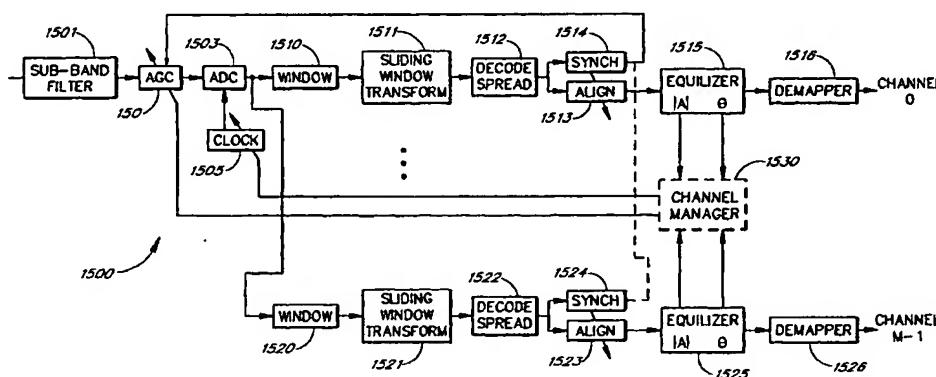 1501
SUB-BAND
FILTER
AGC
150
1503
ADC
CLOCK
1505
1510
WINDOW
1511
SLIDING
WINDOW
TRANSFORM
1512
DECODE
SPREAD
1514
SYNCH
ALIGN
1513
1515
EQUILIZER
|A| θ
1516
DEMAPPER
CHANNEL
0
1530
CHANNEL
MANAGER
1500
WINDOW
1520
SLIDING
WINDOW
TRANSFORM
1521
1522
DECODE
SPREAD
1524
SYNCH
ALIGN
1523
EQUILIZER
|A| θ
1525
DEMAPPER
1526
CHANNEL
M-1